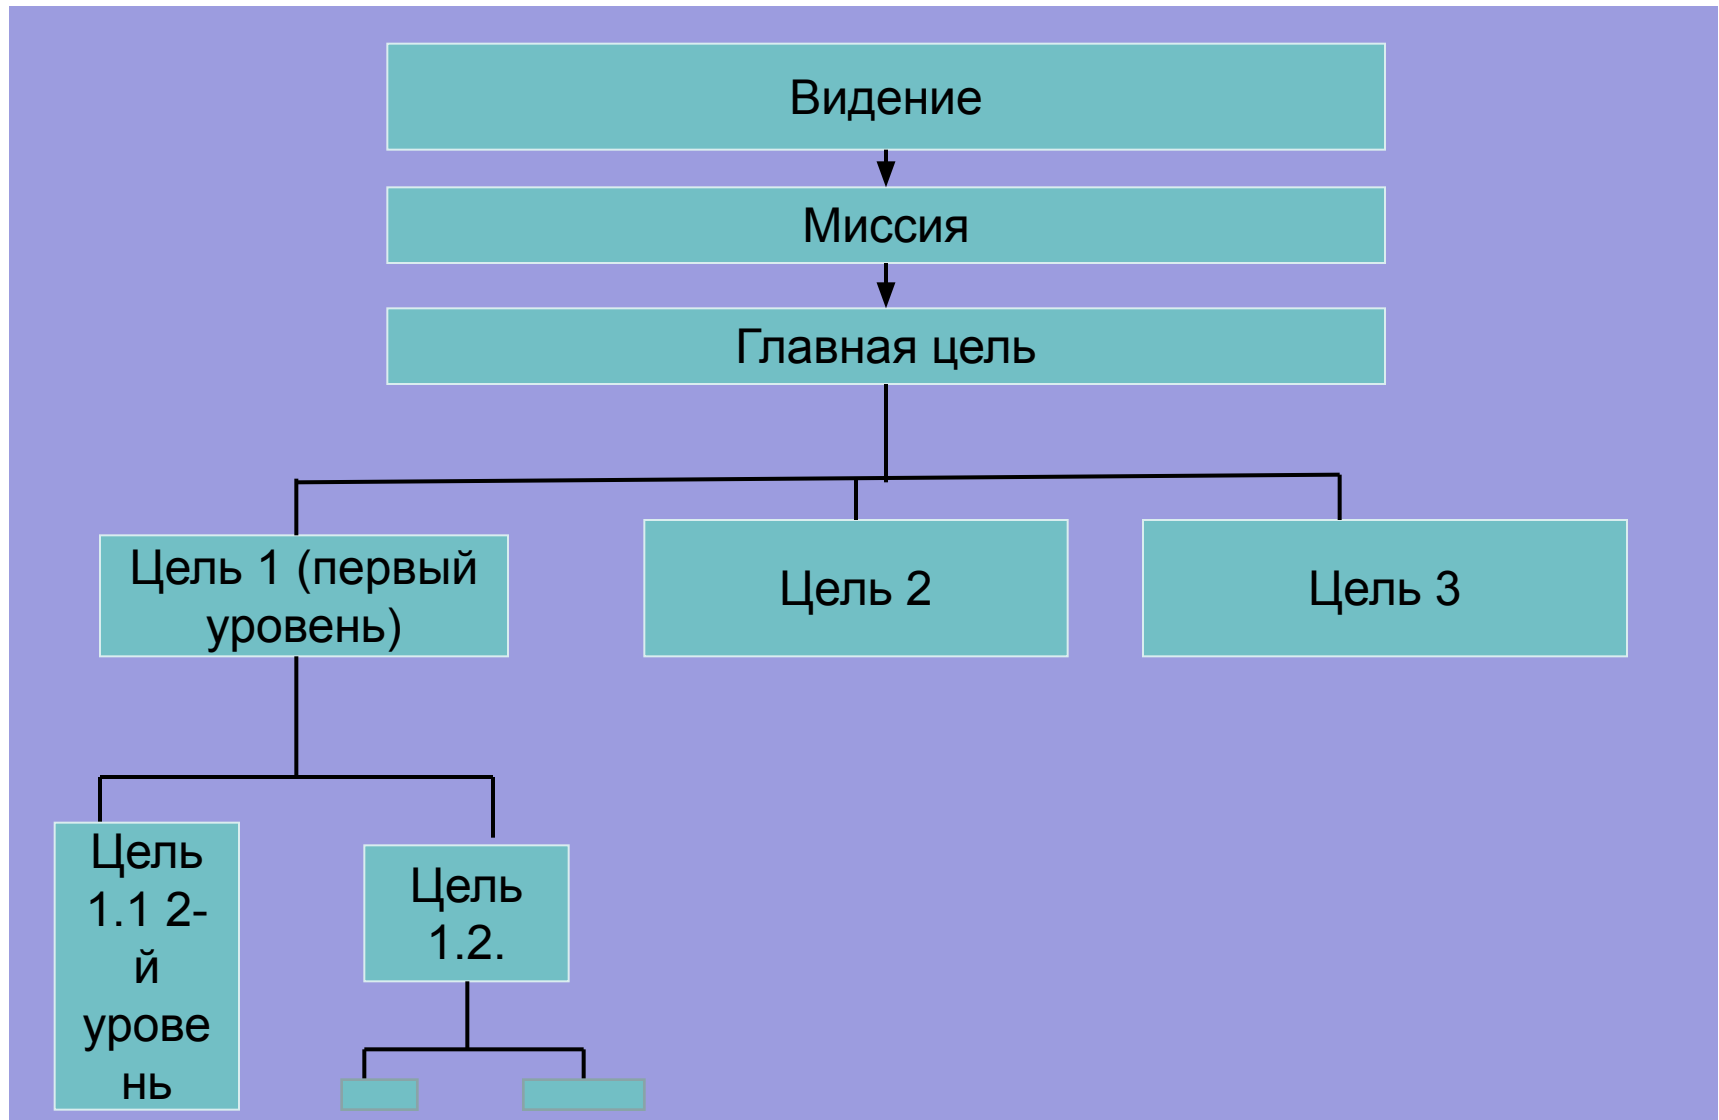 Видение
Миссия
Главная цель
Цель 1 (первый
уровень)
Цель 2
Цель 3
Цель
1.1 2-
й
урове
нь
Цель
1.2.